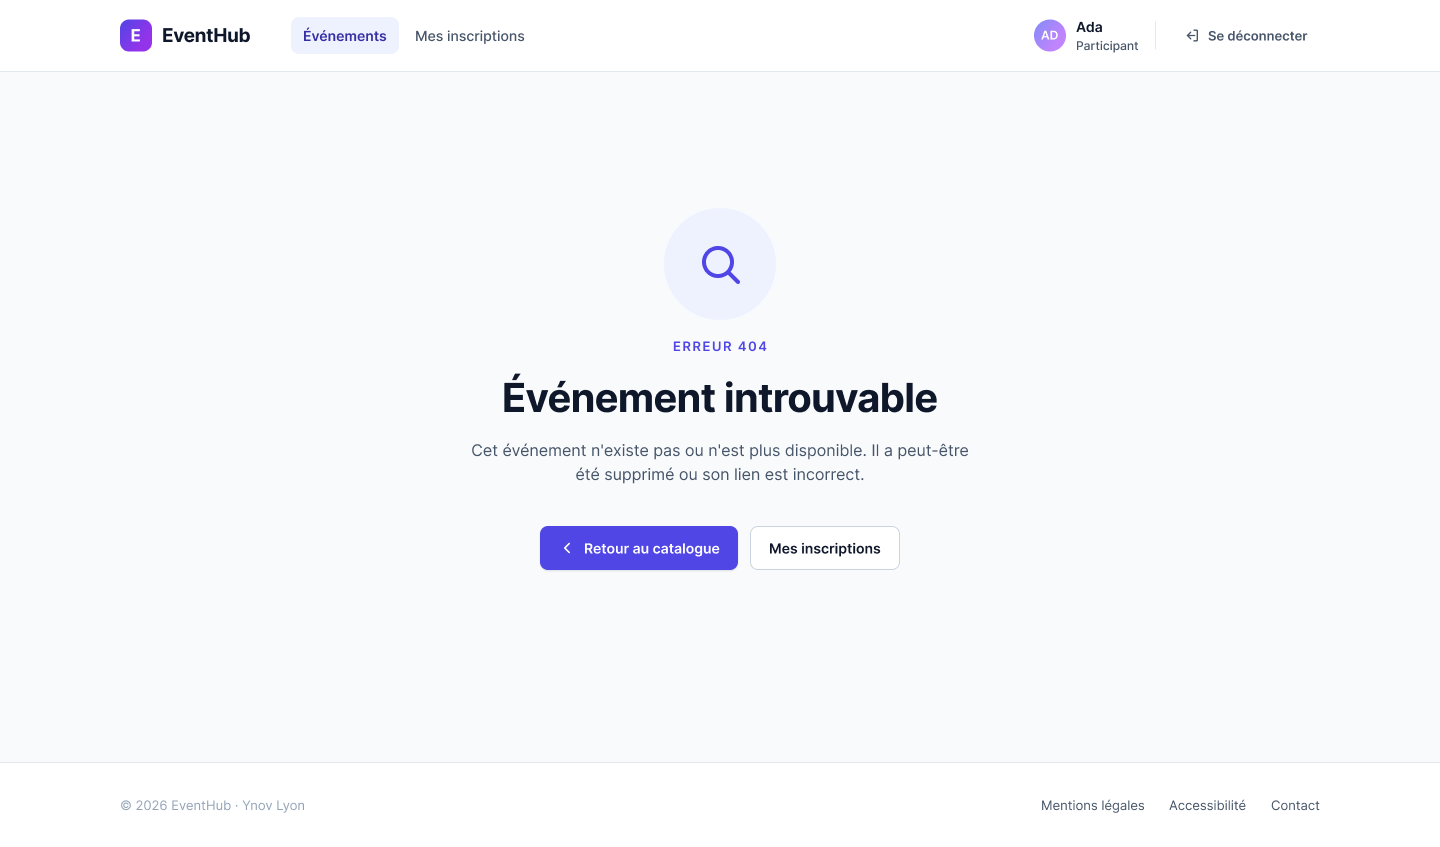 E EventHub
Événements
Mes inscriptions
AD
Ada
Participant
Se déconnecter
ERREUR 404
Événement introuvable
Cet événement n'existe pas ou n'est plus disponible. Il a peut-être
été supprimé ou son lien est incorrect.
Retour au catalogue
Mes inscriptions
© 2026 EventHub · Ynov Lyon
Mentions légales
Accessibilité
Contact